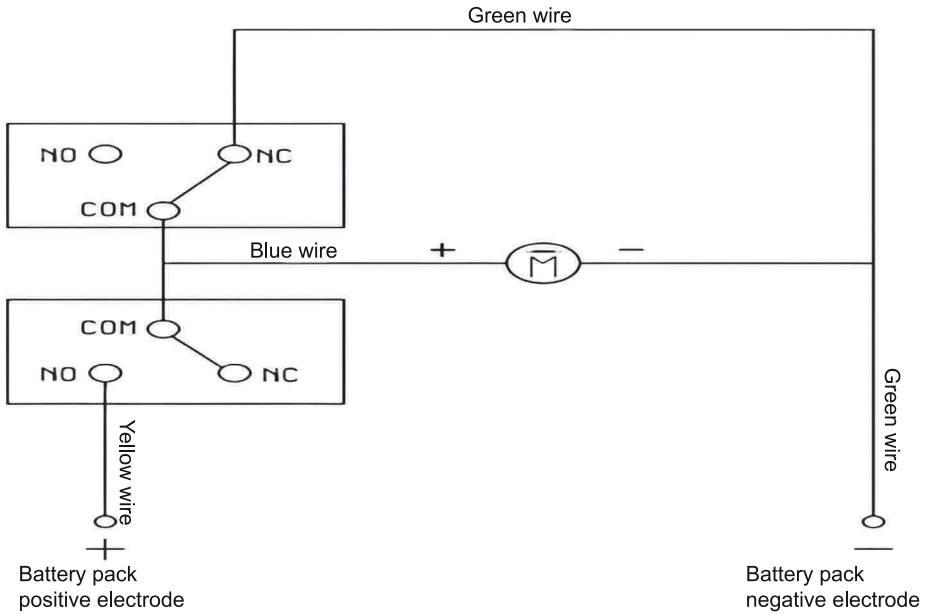 Green wire
NO
NC
COM
Blue wire
+
−
M
COM
NO
NC
Yellow wire
Green wire
+
−
Battery pack
positive electrode
Battery pack
negative electrode